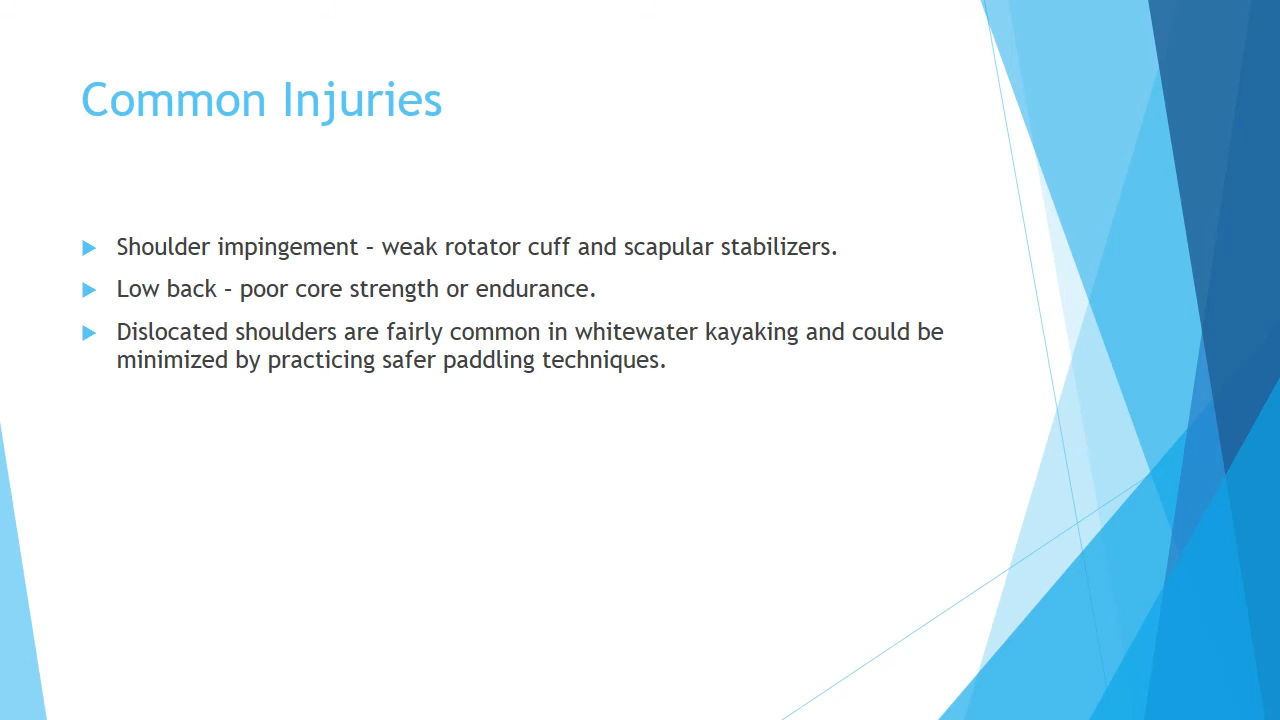 Common Injuries
Shoulder impingement – weak rotator cuff and scapular stabilizers.
Low back – poor core strength or endurance.
Dislocated shoulders are fairly common in whitewater kayaking and could be
minimized by practicing safer paddling techniques.